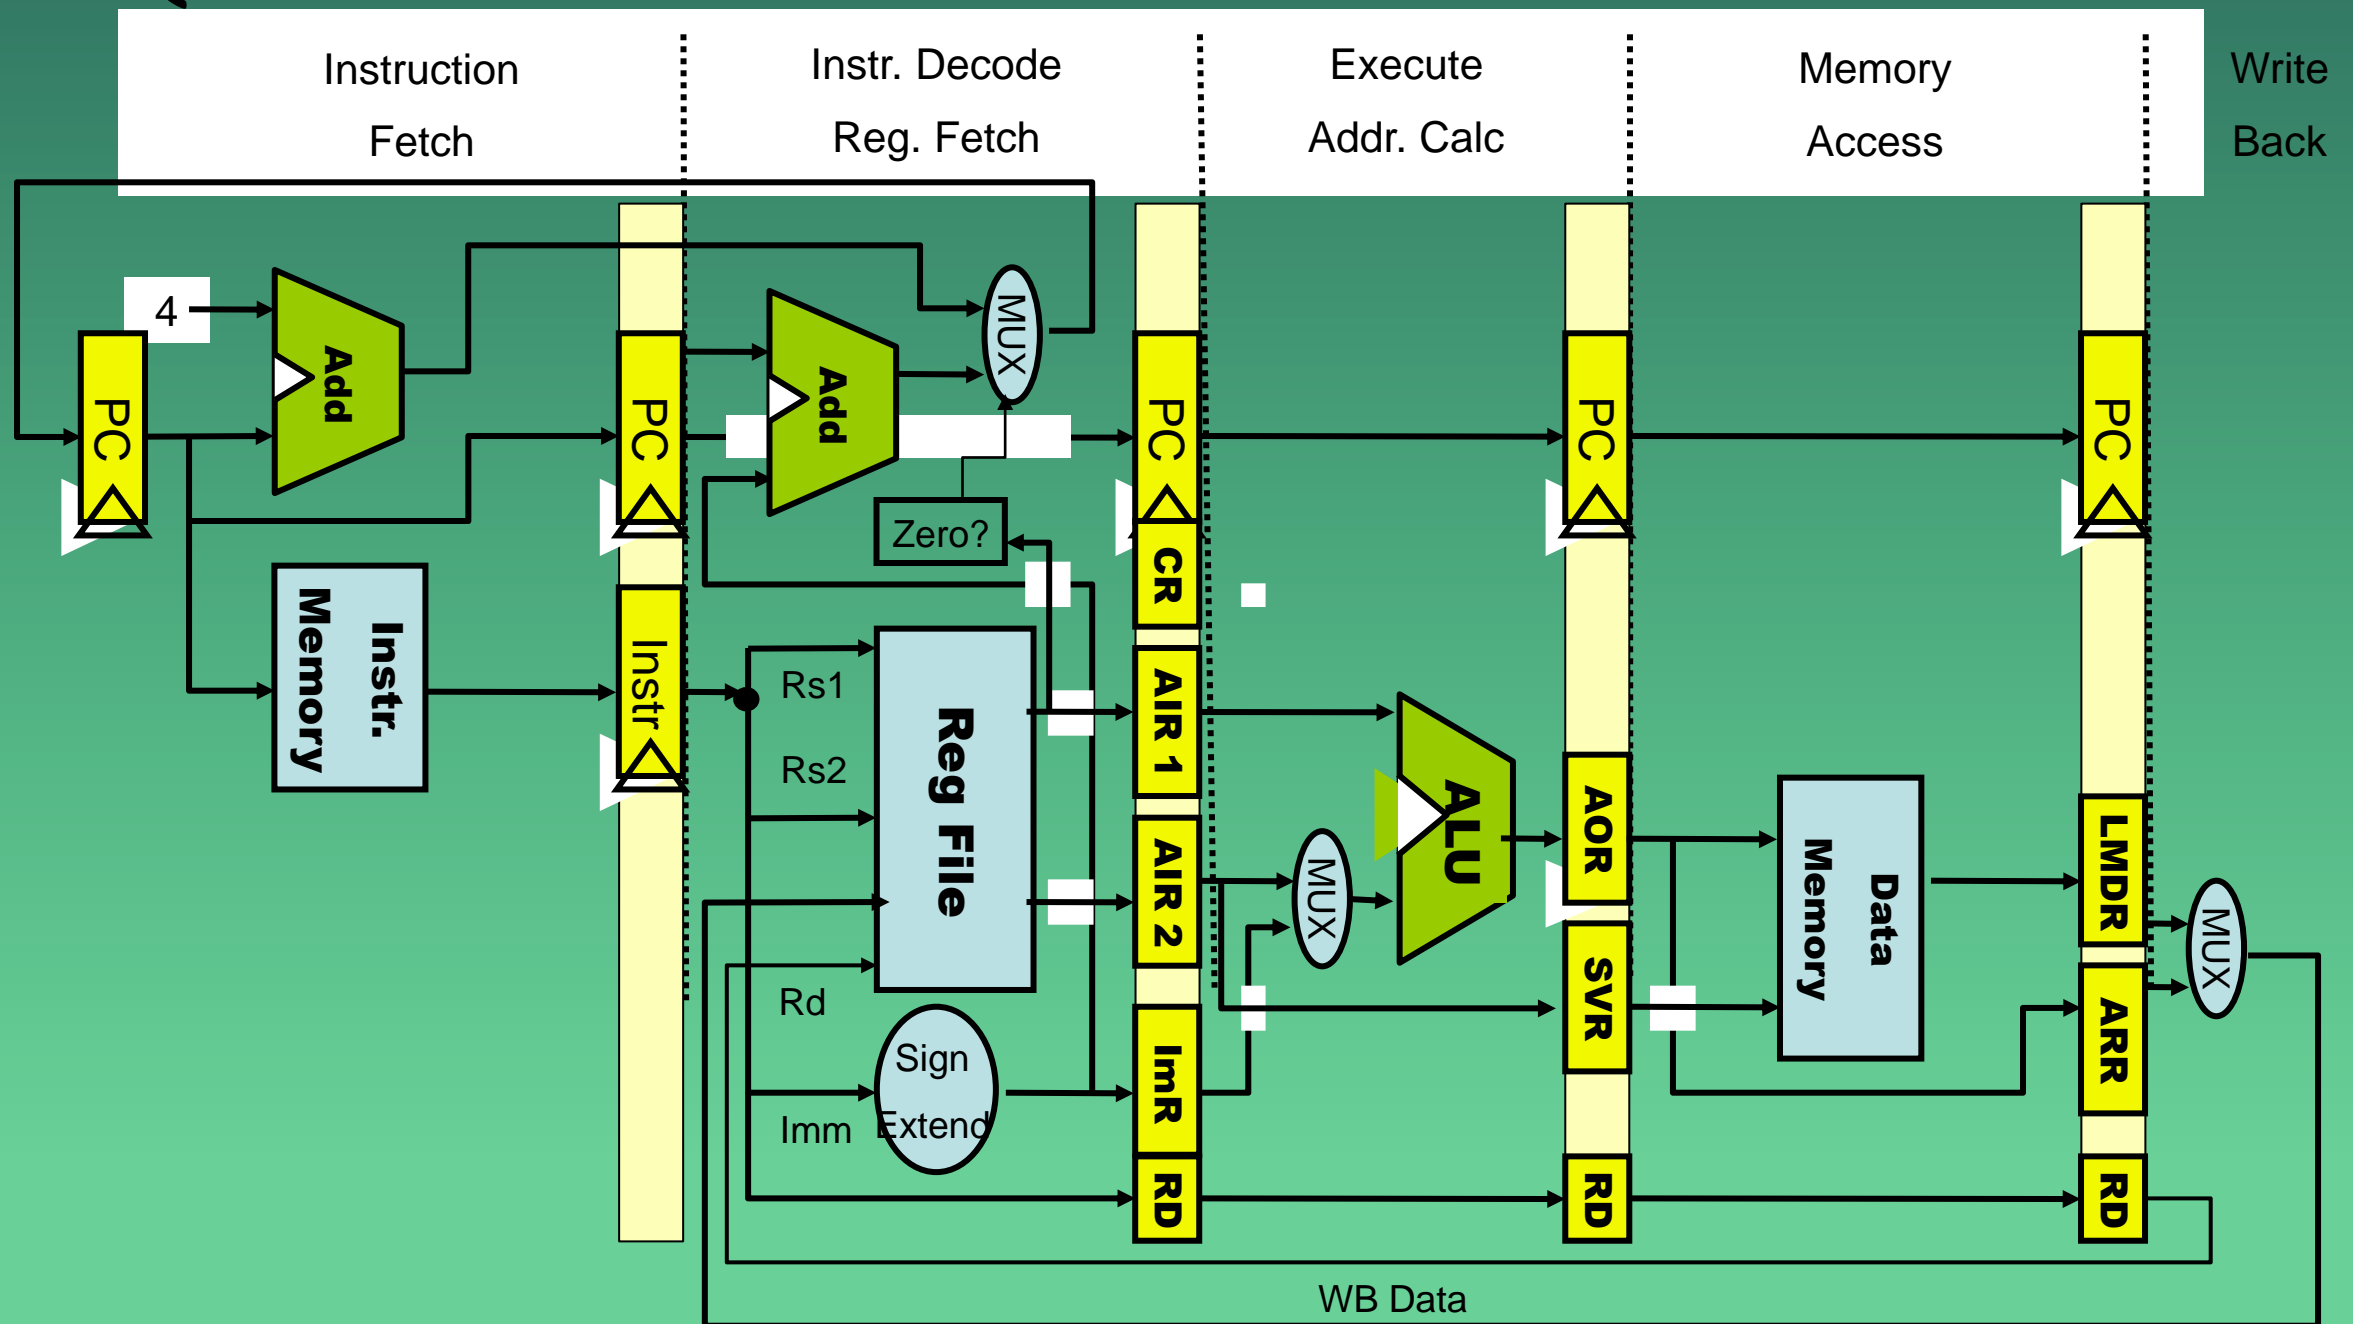 Instruction
Fetch
Instr. Decode
Reg. Fetch
Execute
Addr. Calc
Memory
Access
Write
Back
4
Add
PC
Instr.
Memory
PC
Instr
Add
MUX
Zero?
Rs1
Rs2
Rd
Imm
Reg File
Sign
Extend
PC
CR
AIR 1
AIR 2
ImR
RD
MUX
ALU
PC
AOR
SVR
RD
Data
Memory
PC
LMDR
ARR
RD
MUX
WB Data